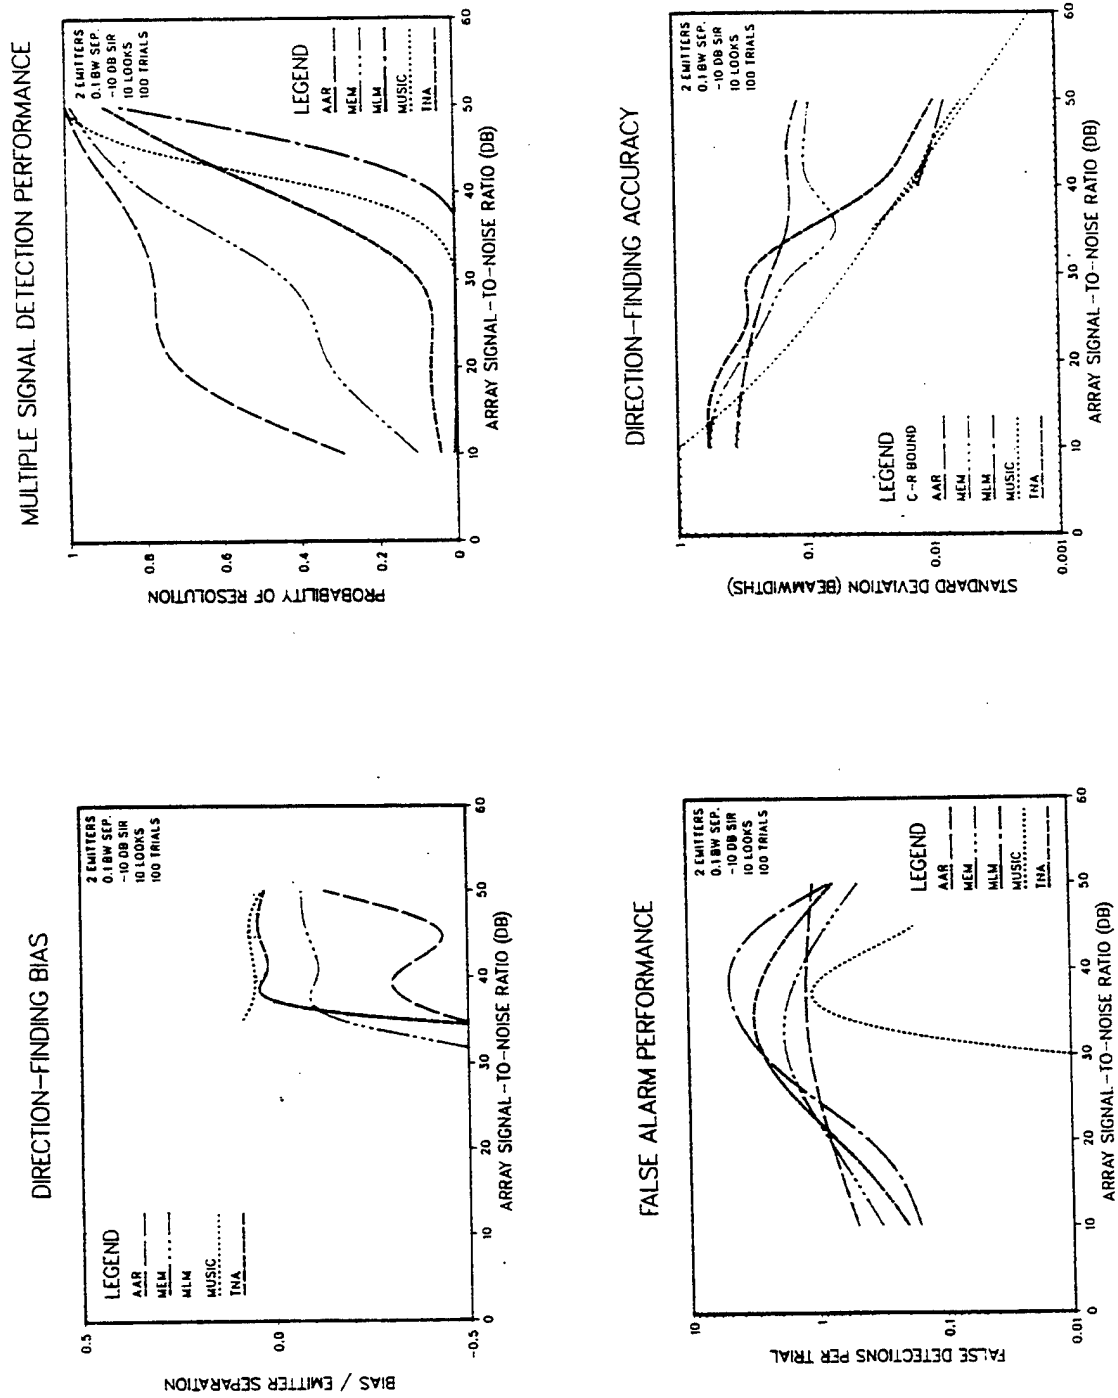 DIRECTION-FINDING BIAS
LEGEND
AAR
MEM
MLM
MUSIC
TNA
2 EMITTERS
0.1 BW SEP.
-10 DB SIR
10 LOOKS
100 TRIALS
BIAS / EMITTER SEPARATION
0.5
0.0
-0.5
0 10 20 30 40 50 60
ARRAY SIGNAL-TO-NOISE RATIO (DB)
MULTIPLE SIGNAL DETECTION PERFORMANCE
2 EMITTERS
0.1 BW SEP.
-10 DB SIR
10 LOOKS
100 TRIALS
LEGEND
AAR
MEM
MLM
MUSIC
TNA
PROBABILITY OF RESOLUTION
1
0.8
0.6
0.4
0.2
0
0 10 20 30 40 50 60
ARRAY SIGNAL-TO-NOISE RATIO (DB)
FALSE ALARM PERFORMANCE
2 EMITTERS
0.1 BW SEP.
-10 DB SIR
10 LOOKS
100 TRIALS
LEGEND
AAR
MEM
MLM
MUSIC
TNA
FALSE DETECTIONS PER TRIAL
10
1
0.1
0.01
0 10 20 30 40 50 60
ARRAY SIGNAL-TO-NOISE RATIO (DB)
DIRECTION-FINDING ACCURACY
2 EMITTERS
0.1 BW SEP.
-10 DB SIR
10 LOOKS
100 TRIALS
LEGEND
C-R BOUND
AAR
MEM
MLM
MUSIC
TNA
STANDARD DEVIATION (BEAMWIDTHS)
1
0.1
0.01
0.001
0 10 20 30 40 50 60
ARRAY SIGNAL-TO-NOISE RATIO (DB)